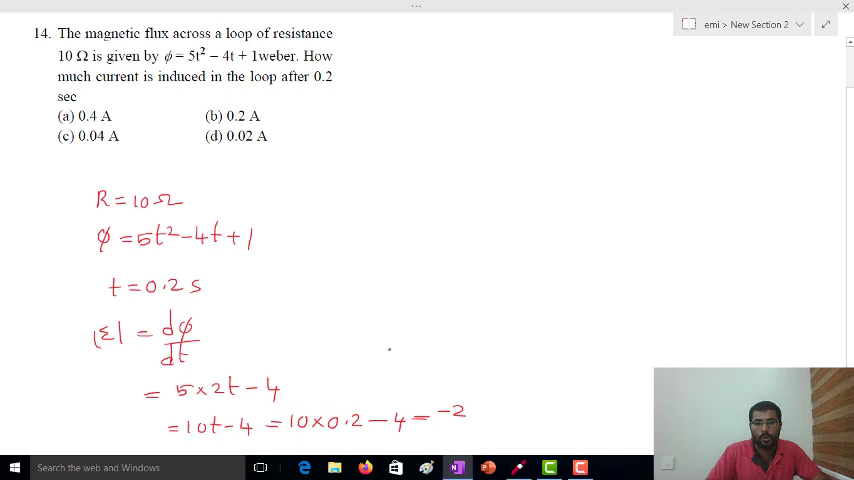 emi > New Section 2
14. The magnetic flux across a loop of resistance
10 Ω is given by ϕ = 5t² − 4t + 1weber. How
much current is induced in the loop after 0.2
sec
(a) 0.4 A (b) 0.2 A
(c) 0.04 A (d) 0.02 A
R = 10 Ω
ϕ = 5t² − 4t + 1
t = 0.2 s
|ε| = dϕ/dt
= 5 × 2t − 4
= 10t − 4 = 10 × 0.2 − 4 = −2
Search the web and Windows